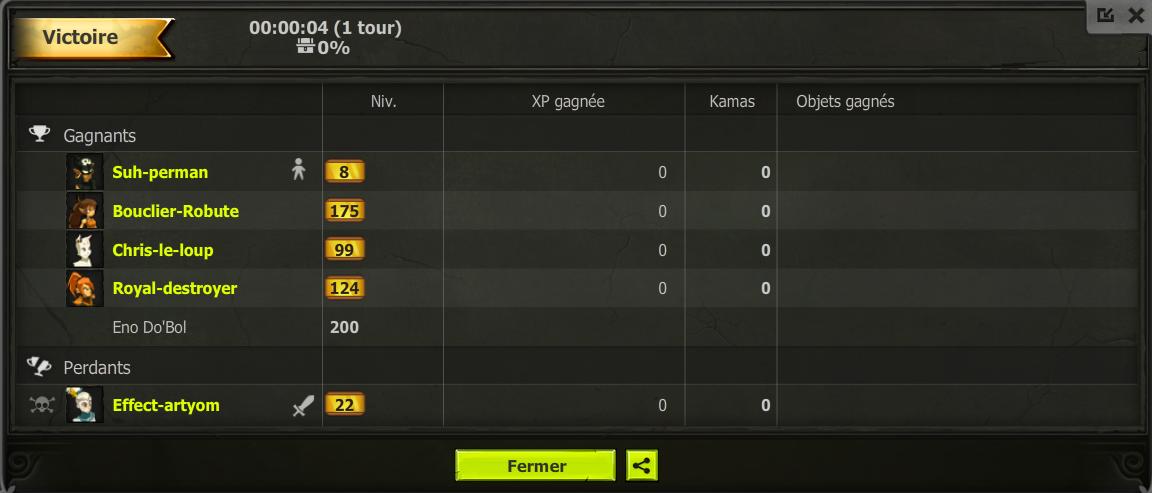 Victoire
00:00:04 (1 tour)
0%
Niv. XP gagnée Kamas Objets gagnés
Gagnants
Suh-perman 8 0 0
Bouclier-Robute 175 0 0
Chris-le-loup 99 0 0
Royal-destroyer 124 0 0
Eno Do'Bol 200
Perdants
Effect-artyom 22 0 0
Fermer